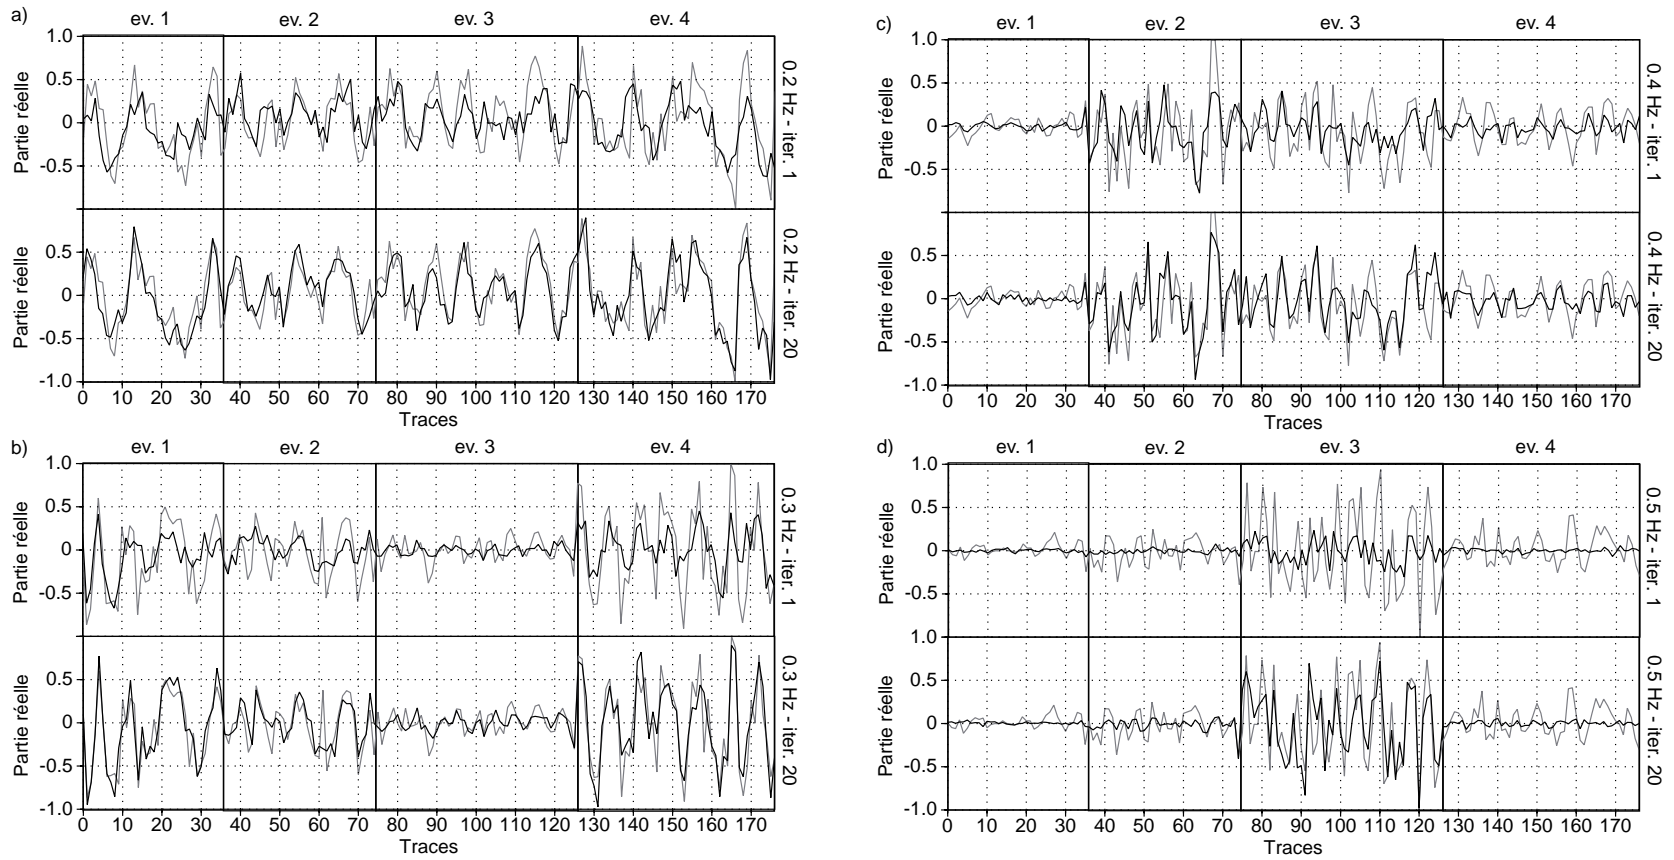 a)
ev. 1 ev. 2 ev. 3 ev. 4
1.0
0.5
0
-0.5
Partie réelle
0.2 Hz - iter. 1
0.5
0
-0.5
-1.0
Partie réelle
0.2 Hz - iter. 20
0 10 20 30 40 50 60 70 80 90 100 110 120 130 140 150 160 170
Traces
b)
ev. 1 ev. 2 ev. 3 ev. 4
1.0
0.5
0
-0.5
Partie réelle
0.3 Hz - iter. 1
0.5
0
-0.5
-1.0
Partie réelle
0.3 Hz - iter. 20
0 10 20 30 40 50 60 70 80 90 100 110 120 130 140 150 160 170
Traces
c)
ev. 1 ev. 2 ev. 3 ev. 4
1.0
0.5
0
-0.5
Partie réelle
0.4 Hz - iter. 1
0.5
0
-0.5
-1.0
Partie réelle
0.4 Hz - iter. 20
0 10 20 30 40 50 60 70 80 90 100 110 120 130 140 150 160 170
Traces
d)
ev. 1 ev. 2 ev. 3 ev. 4
1.0
0.5
0
-0.5
Partie réelle
0.5 Hz - iter. 1
1.0
0.5
0
-0.5
-1.0
Partie réelle
0.5 Hz - iter. 20
0 10 20 30 40 50 60 70 80 90 100 110 120 130 140 150 160 170
Traces